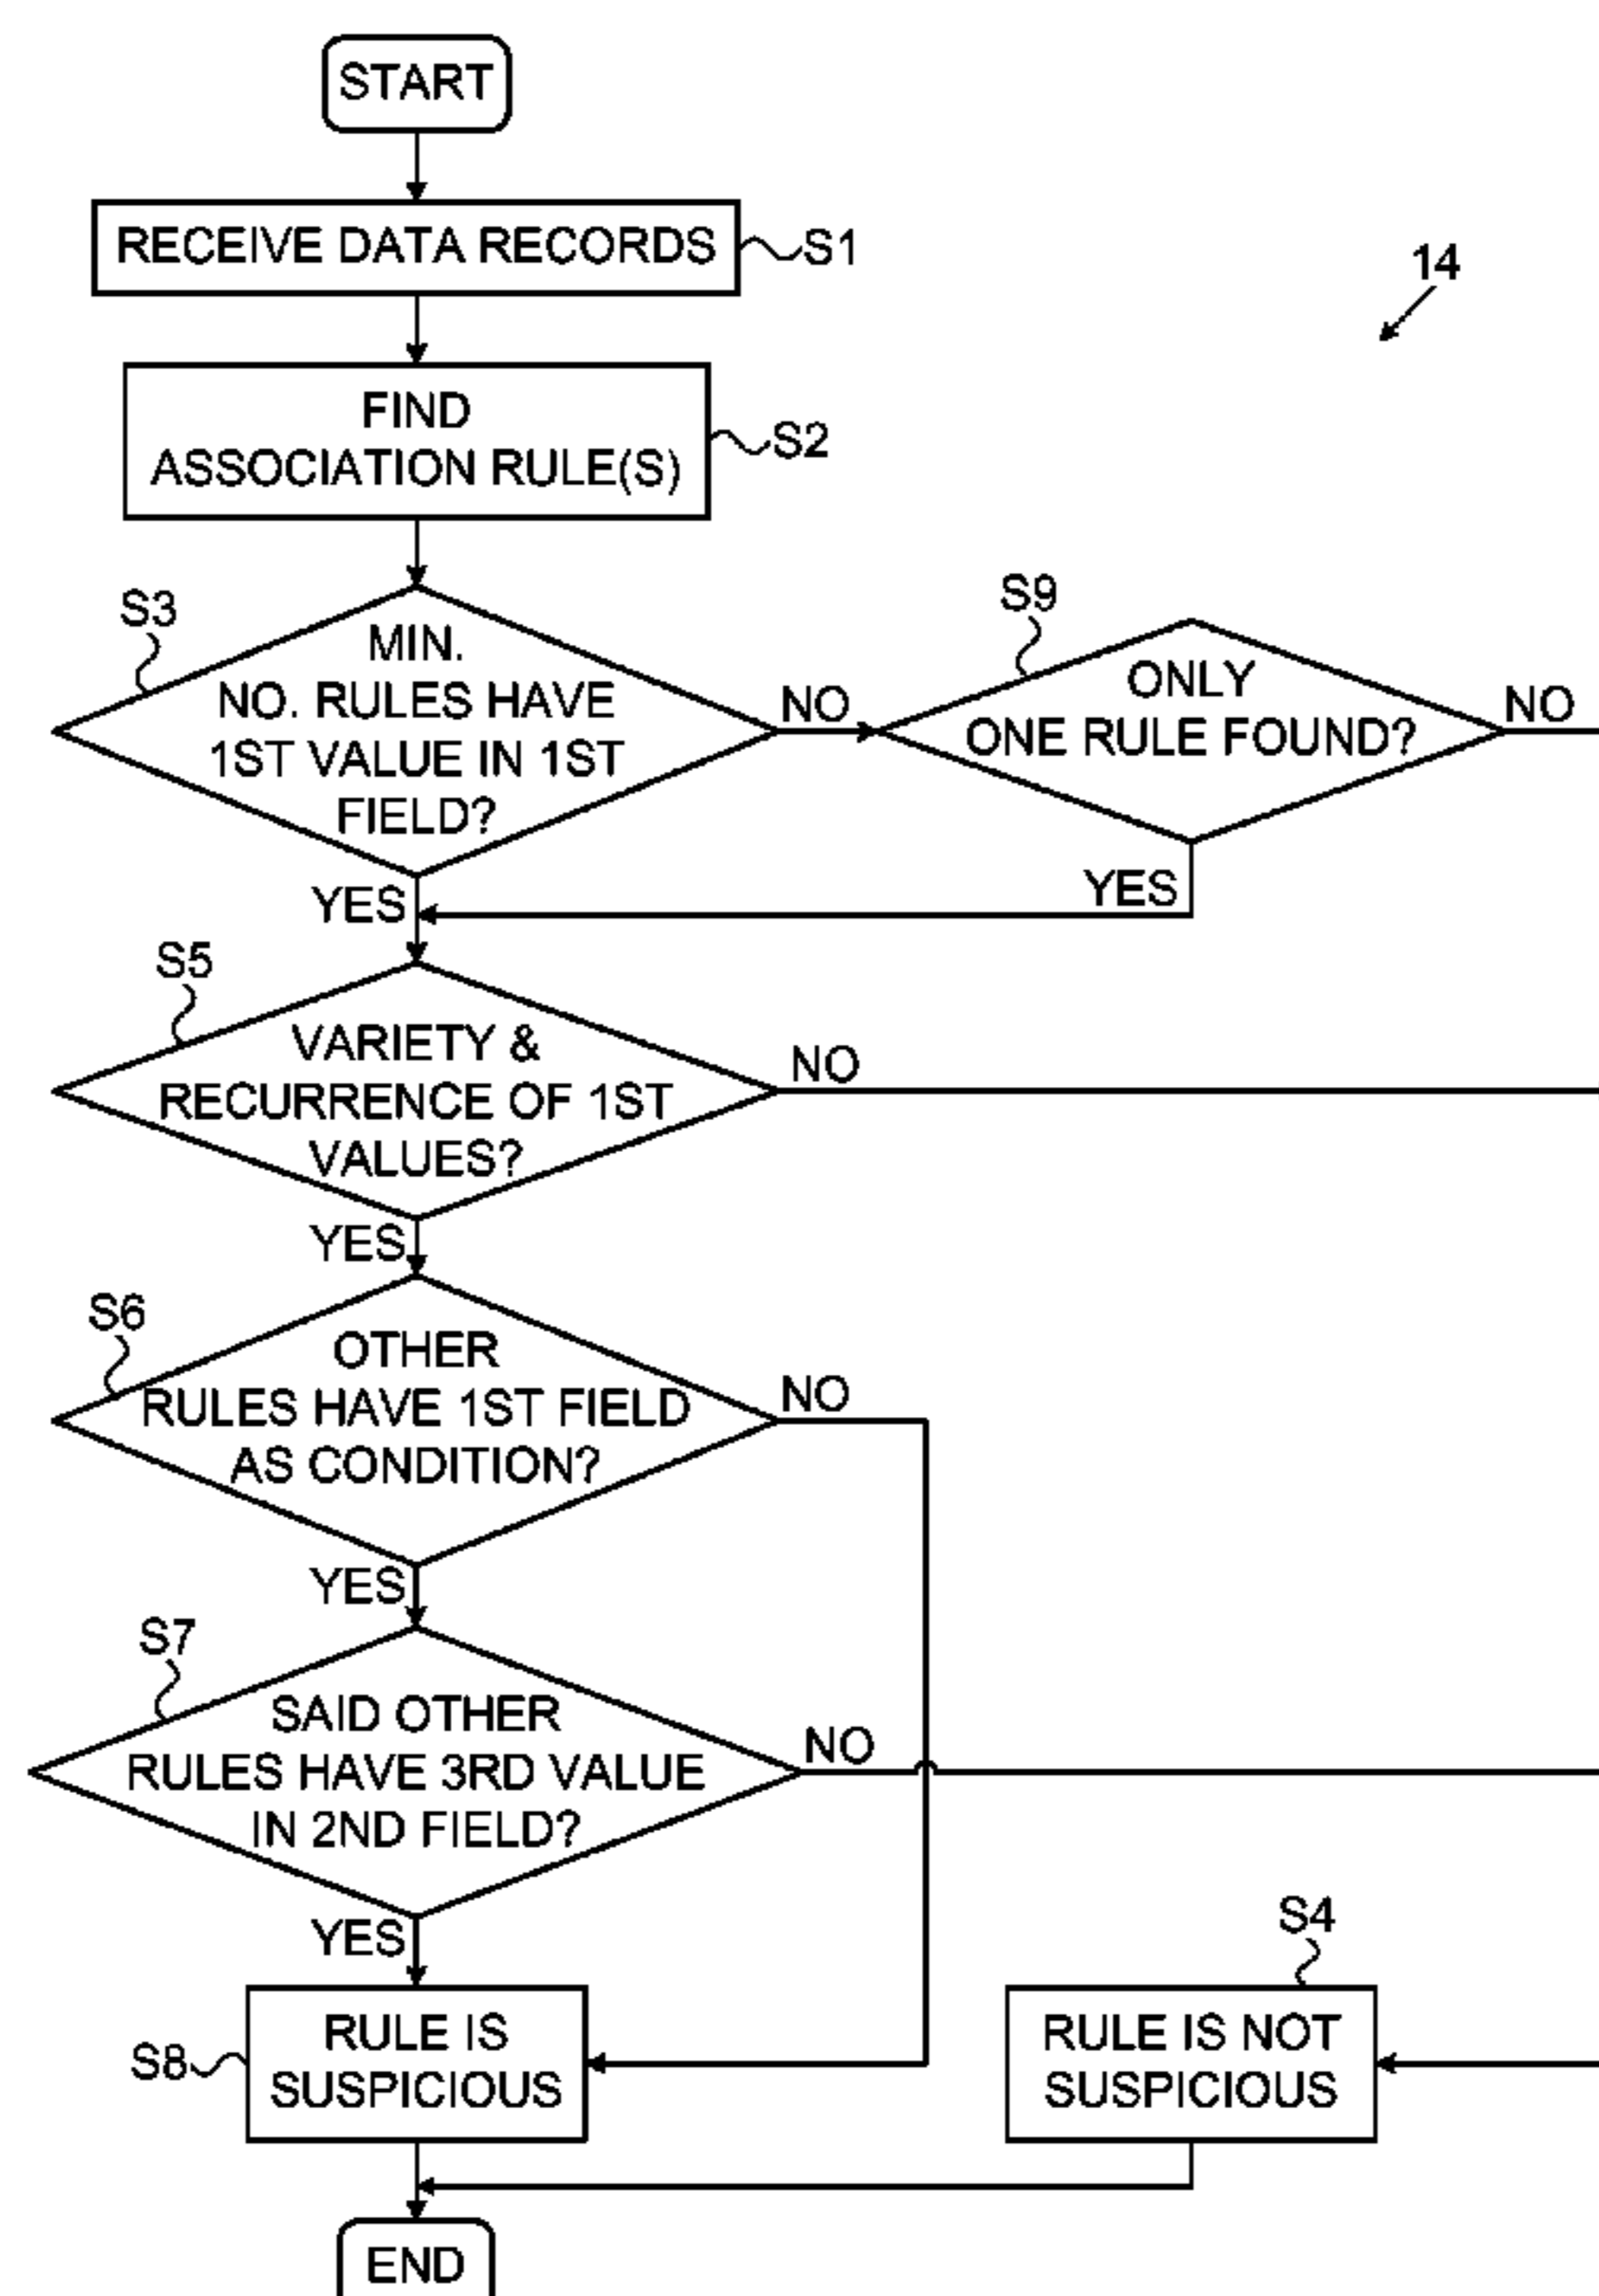 START
RECEIVE DATA RECORDS
S1
14
FIND
ASSOCIATION RULE(S)
S2
S3
MIN.
NO. RULES HAVE
1ST VALUE IN 1ST
FIELD?
NO
S9
ONLY
ONE RULE FOUND?
NO
YES
YES
S5
VARIETY &
RECURRENCE OF 1ST
VALUES?
NO
YES
S6
OTHER
RULES HAVE 1ST FIELD
AS CONDITION?
NO
YES
S7
SAID OTHER
RULES HAVE 3RD VALUE
IN 2ND FIELD?
NO
YES
S8
RULE IS
SUSPICIOUS
S4
RULE IS NOT
SUSPICIOUS
END